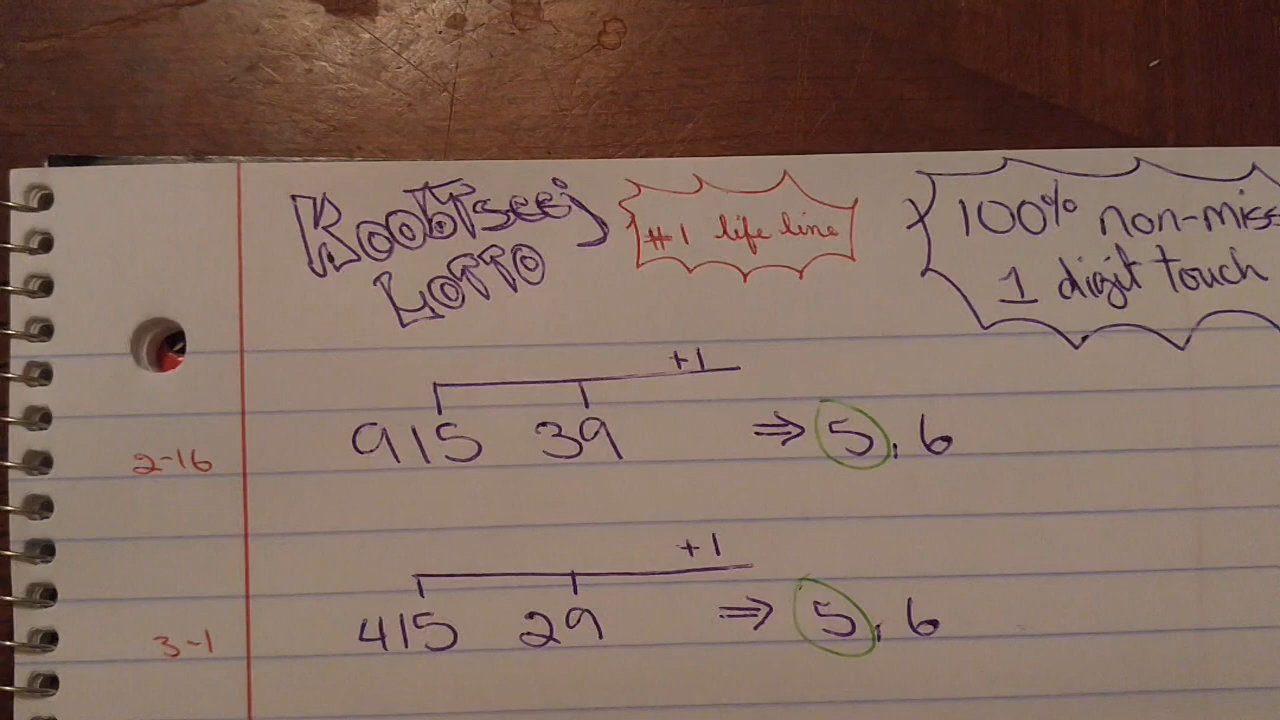 KoobTseej
LOTTO
#1 life line
100% non-miss
1 digit touch
+1
2-16 915 39 ⇒ 5, 6
+1
3-1 415 29 ⇒ 5, 6